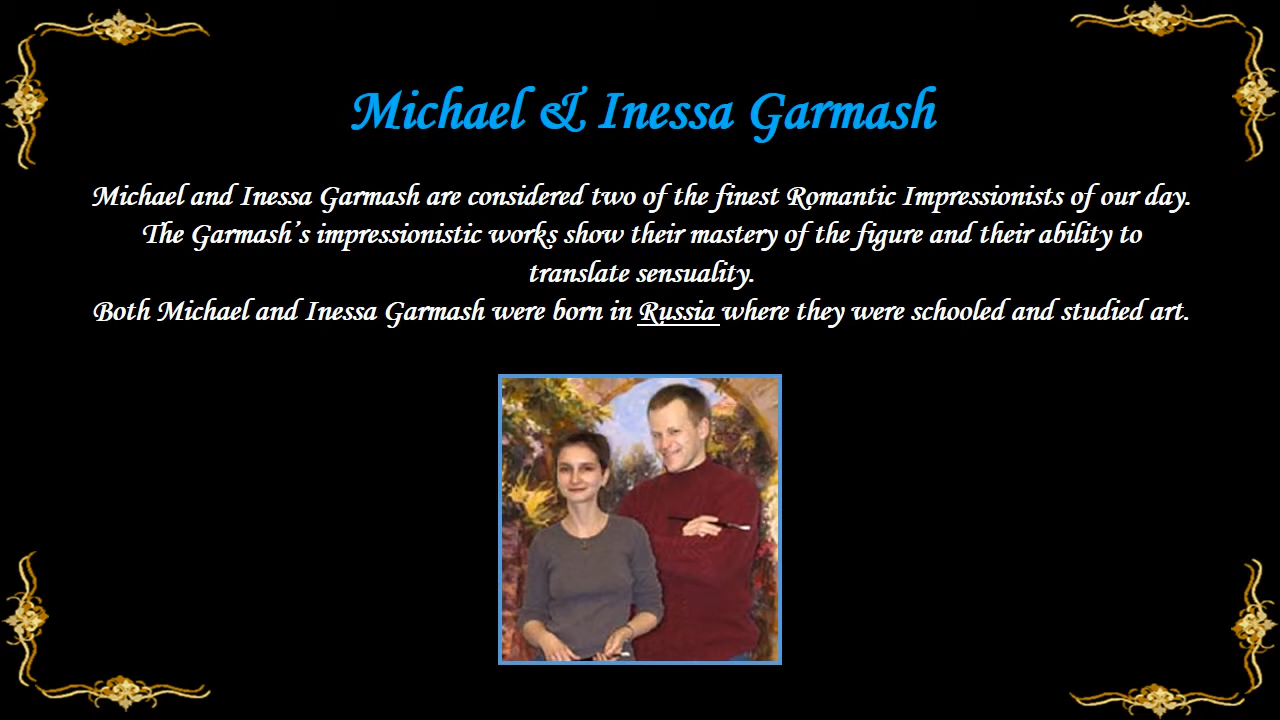 Michael & Inessa Garmash
Michael and Inessa Garmash are considered two of the finest Romantic Impressionists of our day.
The Garmash’s impressionistic works show their mastery of the figure and their ability to
translate sensuality.
Both Michael and Inessa Garmash were born in Russia where they were schooled and studied art.